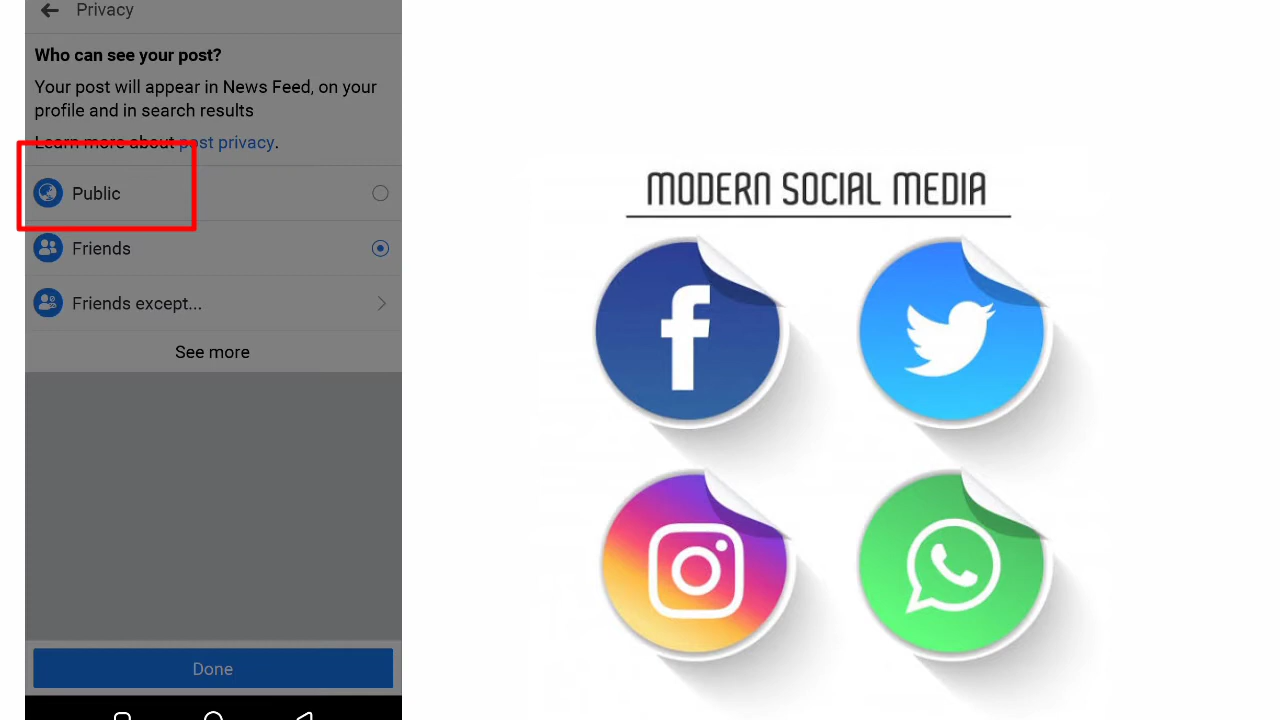 Privacy
Who can see your post?
Your post will appear in News Feed, on your
profile and in search results
Learn more about post privacy.
Public
Friends
Friends except...
See more
Done
MODERN SOCIAL MEDIA